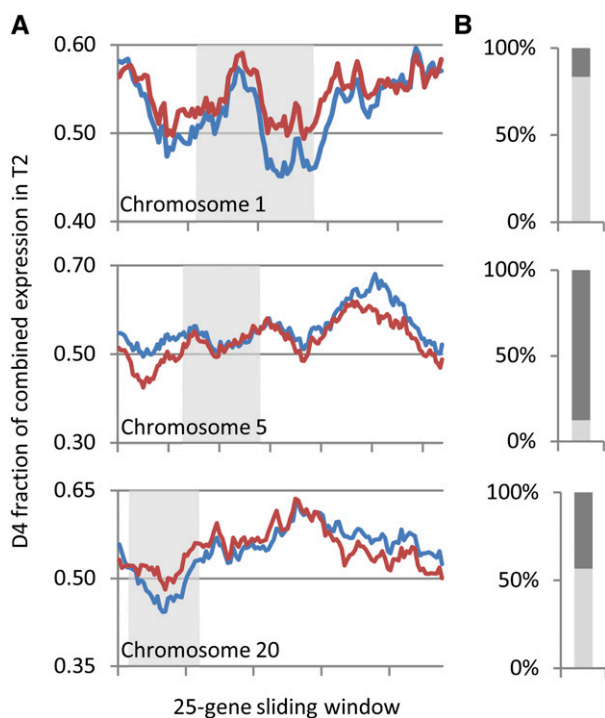 A
B
D4 fraction of combined expression in T2
0.60
0.50
0.40
Chromosome 1
100%
50%
0%
0.70
0.50
0.30
Chromosome 5
100%
50%
0%
0.65
0.50
0.35
Chromosome 20
100%
50%
0%
25-gene sliding window